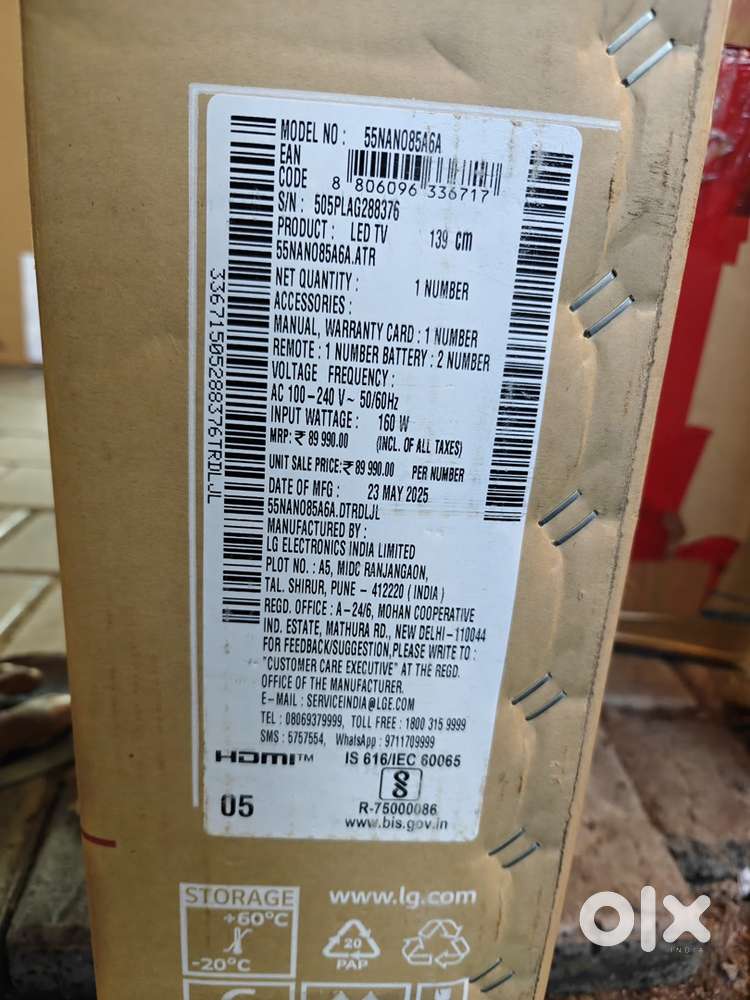 MODEL NO : 55NANO85A6A
EAN
CODE 8 806096 336717
S/N : 505PLAG288376
PRODUCT : LED TV 139 cm
55NANO85A6A.ATR
NET QUANTITY : 1 NUMBER
ACCESSORIES :
MANUAL, WARRANTY CARD : 1 NUMBER
REMOTE : 1 NUMBER BATTERY : 2 NUMBER
VOLTAGE FREQUENCY :
AC 100-240 V~ 50/60Hz
INPUT WATTAGE : 160 W
MRP: ₹ 89 990.00 (INCL. OF ALL TAXES)
UNIT SALE PRICE: ₹ 89 990.00 PER NUMBER
DATE OF MFG : 23 MAY 2025
55NANO85A6A.DTRDLJL
MANUFACTURED BY :
LG ELECTRONICS INDIA LIMITED
PLOT NO. : A5, MIDC RANJANGAON,
TAL. SHIRUR, PUNE - 412220 ( INDIA )
REGD. OFFICE : A-24/6, MOHAN COOPERATIVE
IND. ESTATE, MATHURA RD., NEW DELHI-110044
FOR FEEDBACK/SUGGESTION,PLEASE WRITE TO :
"CUSTOMER CARE EXECUTIVE" AT THE REGD.
OFFICE OF THE MANUFACTURER.
E-MAIL : SERVICEINDIA@LGE.COM
TEL : 08069379999, TOLL FREE : 1800 315 9999
SMS : 5757554, WhatsApp : 9711709999
HDMI™ IS 616/IEC 60065
05
R-75000086
www.bis.gov.in
33671505288376TRDLJL
STORAGE
+60°C
-20°C
www.lg.com
20
PAP
olx
INDIA